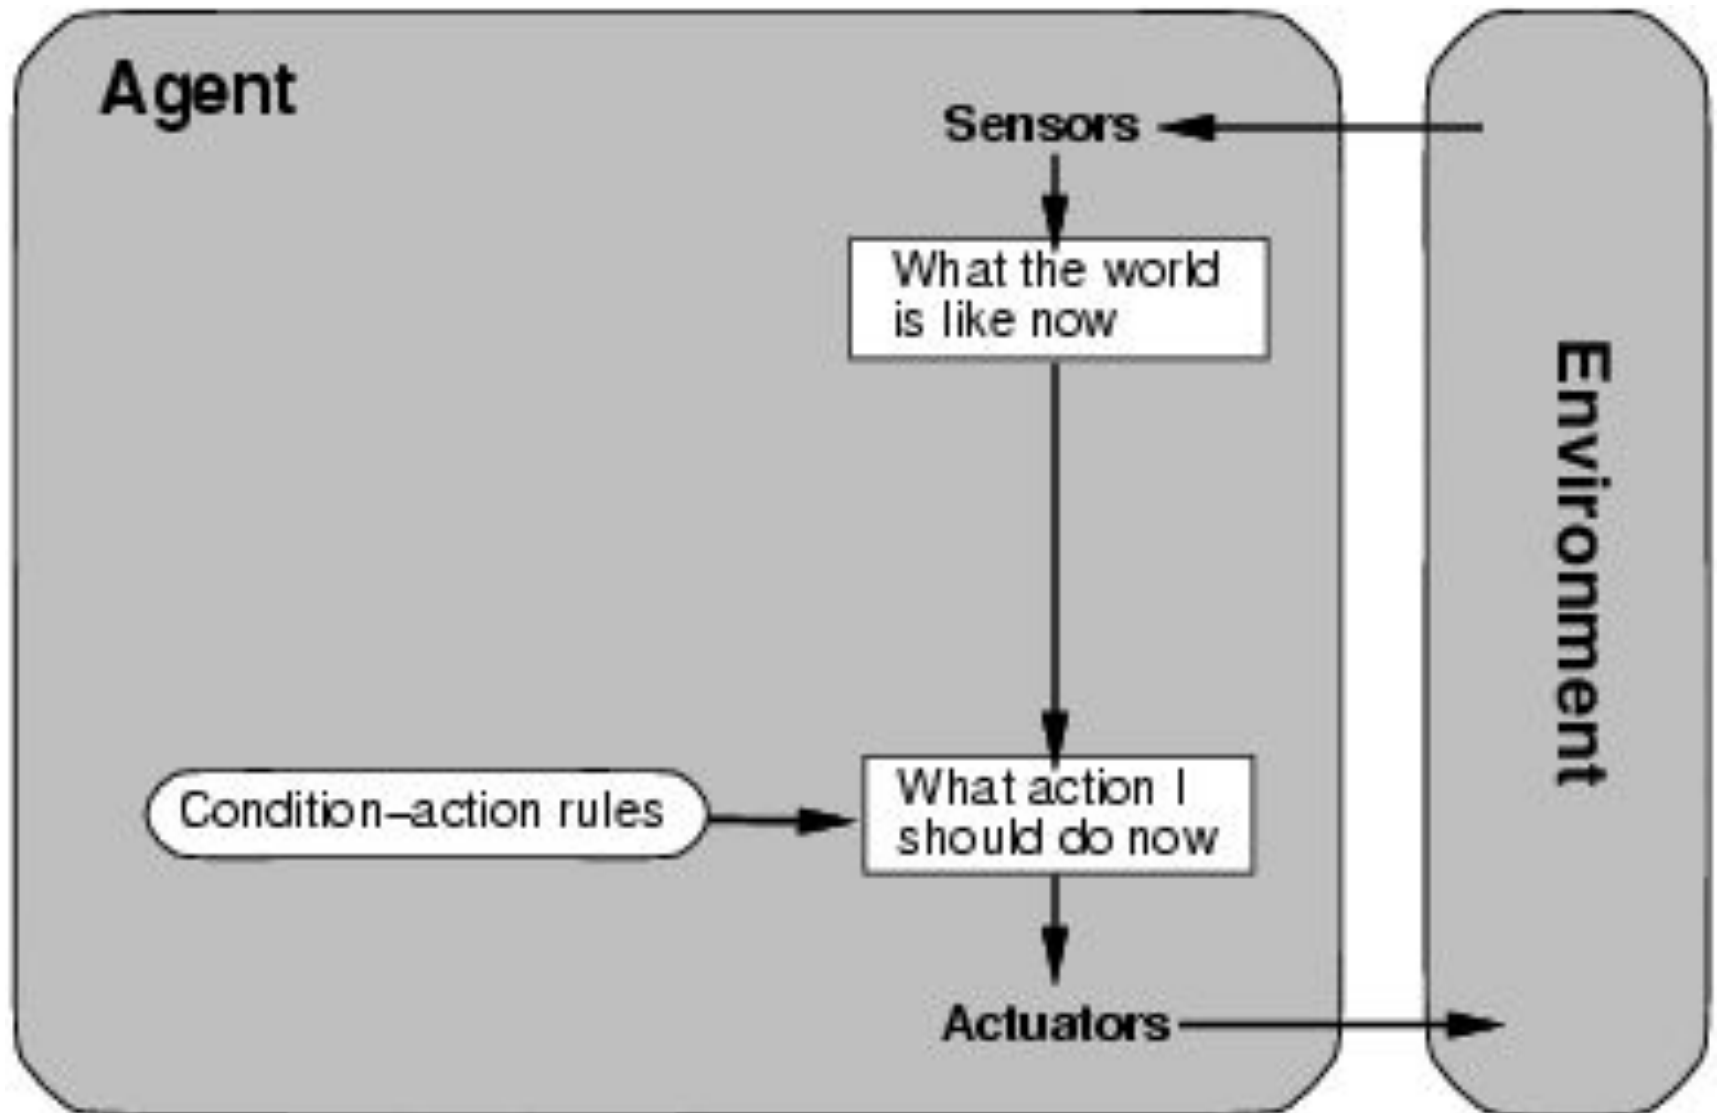 Agent
Sensors
What the world
is like now
Environment
Condition–action rules
What action I
should do now
Actuators